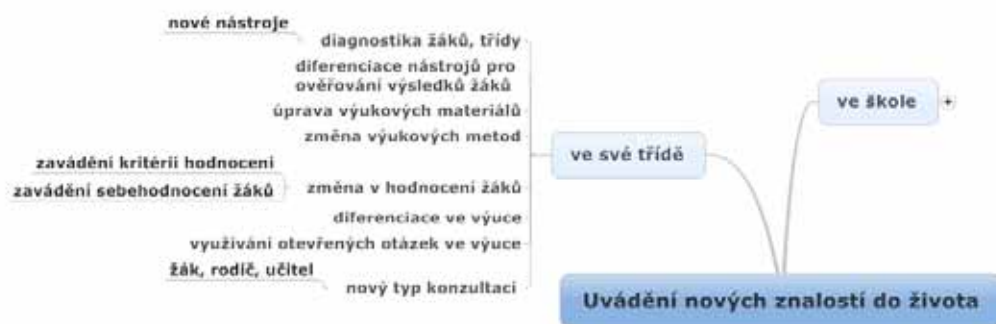 nové nástroje
diagnostika žáků, třídy
diferenciace nástrojů pro
ověřování výsledků žáků
úprava výukových materiálů
změna výukových metod
zavádění kritérií hodnocení
zavádění sebehodnocení žáků
změna v hodnocení žáků
diferenciace ve výuce
využívání otevřených otázek ve výuce
žák, rodič, učitel
nový typ konzultací
ve své třídě
ve škole
Uvádění nových znalostí do života